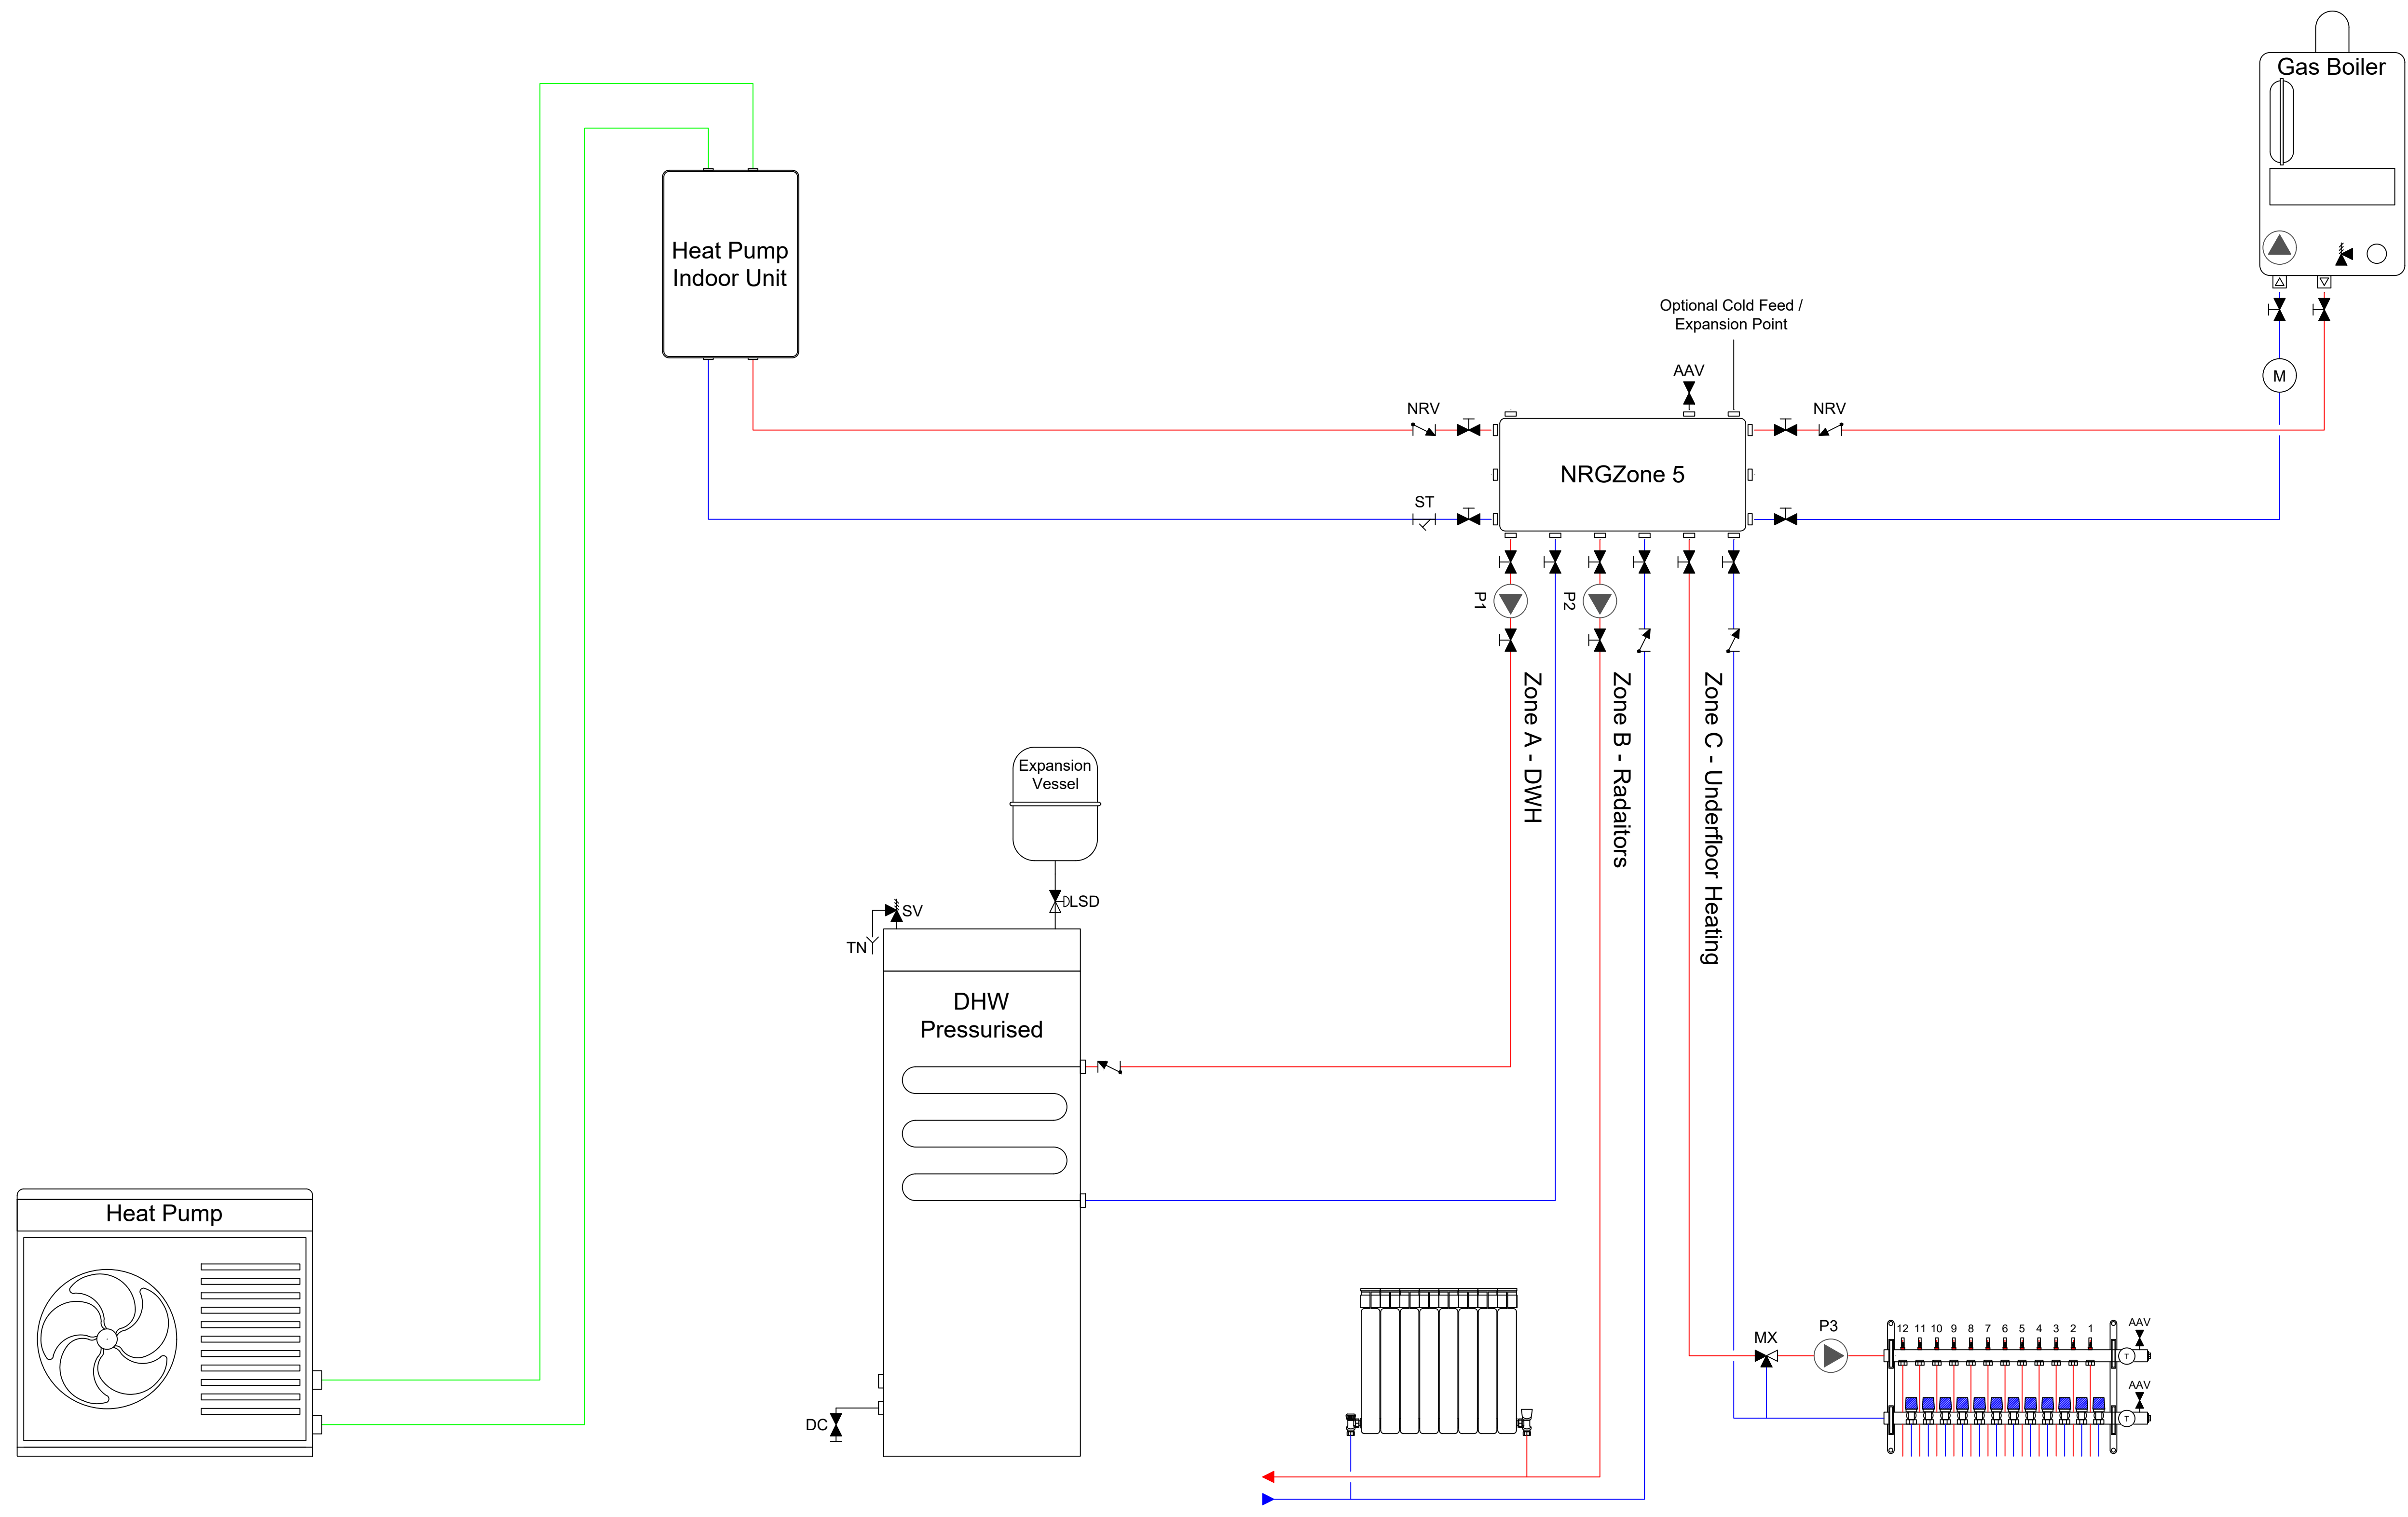 Gas Boiler
Heat Pump
Indoor Unit
Optional Cold Feed /
Expansion Point
AAV
M
NRV
NRV
NRGZone 5
ST
P1
P2
Zone A - DWH
Zone B - Radaitors
Zone C - Underfloor Heating
Expansion
Vessel
SV
LSD
TN
DHW
Pressurised
Heat Pump
DC
MX
P3
12 11 10 9 8 7 6 5 4 3 2 1
AAV
T
AAV
T